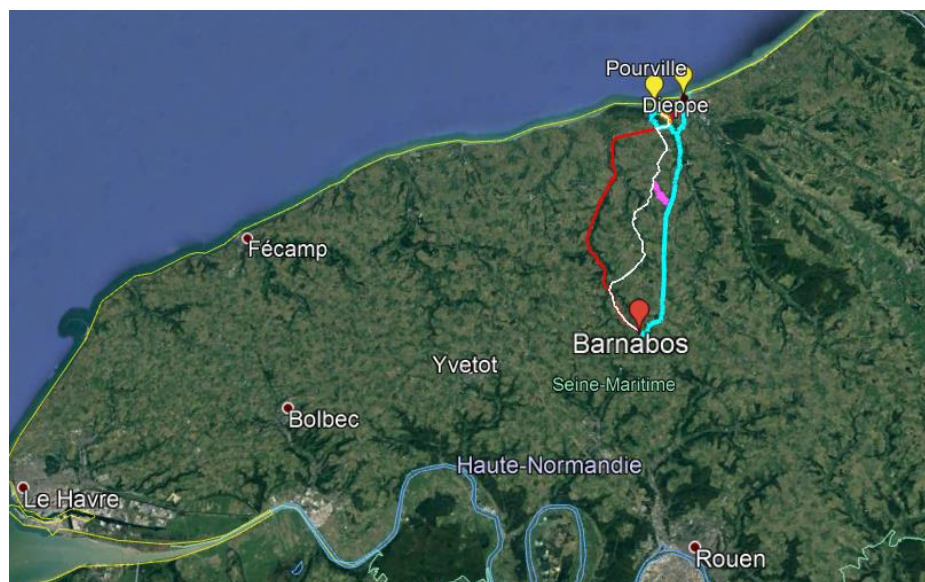 Pourville
Dieppe
Fécamp
Barnabos
Yvetot
Seine-Maritime
Bolbec
Haute-Normandie
Le Havre
Rouen